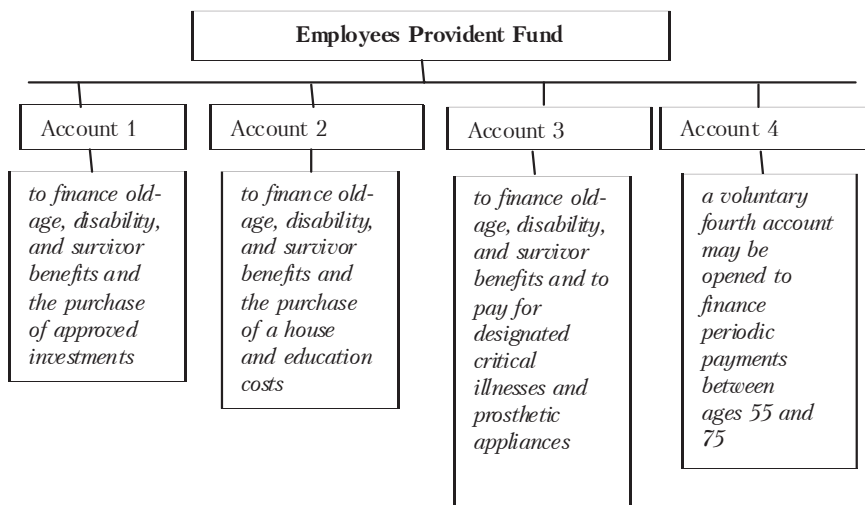 Employees Provident Fund
Account 1
to finance old-
age, disability,
and survivor
benefits and
the purchase
of approved
investments
Account 2
to finance old-
age, disability,
and survivor
benefits and
the purchase
of a house
and education
costs
Account 3
to finance old-
age, disability,
and survivor
benefits and to
pay for
designated
critical
illnesses and
prosthetic
appliances
Account 4
a voluntary
fourth account
may be
opened to
finance
periodic
payments
between
ages 55 and
75